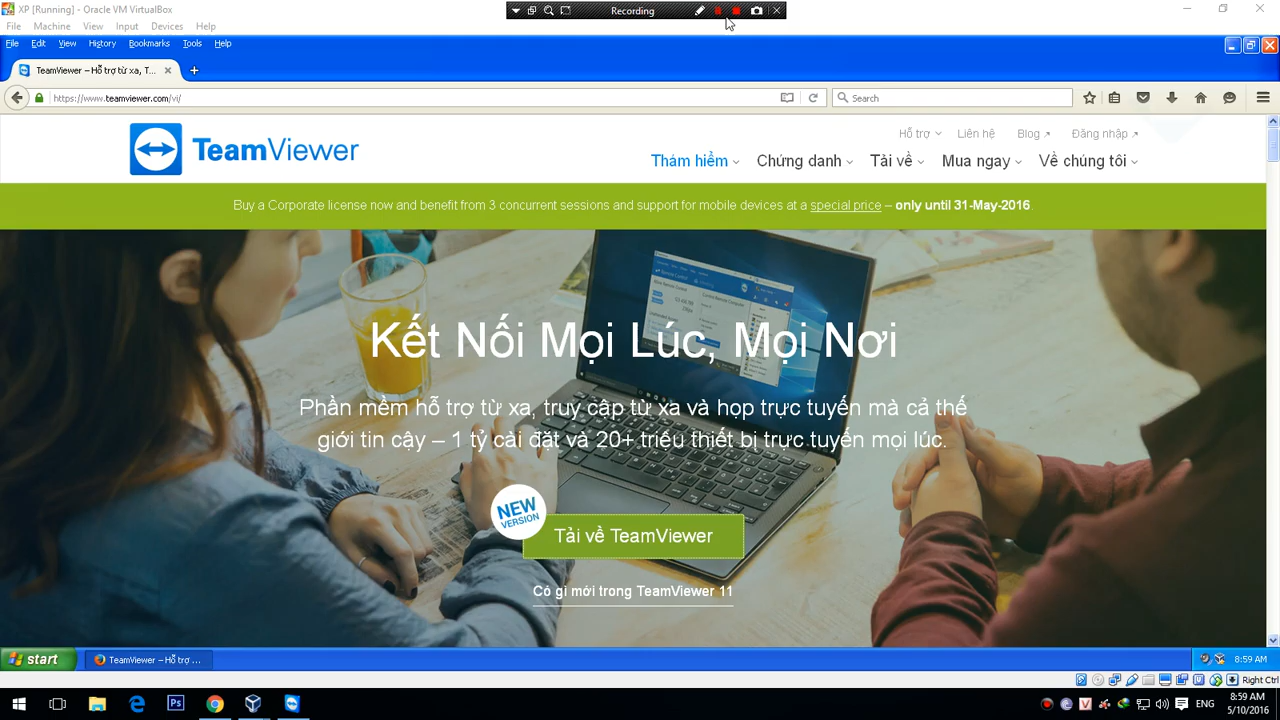 XP [Running] - Oracle VM VirtualBox
Recording
File Machine View Input Devices Help
File Edit View History Bookmarks Tools Help
TeamViewer – Hỗ trợ từ xa, T...
https://www.teamviewer.com/vi/
Search
TeamViewer
Hỗ trợ Liên hệ Blog Đăng nhập
Thám hiểm Chứng danh Tải về Mua ngay Về chúng tôi
Buy a Corporate license now and benefit from 3 concurrent sessions and support for mobile devices at a special price – only until 31-May-2016.
Kết Nối Mọi Lúc, Mọi Nơi
Phần mềm hỗ trợ từ xa, truy cập từ xa và họp trực tuyến mà cả thế
giới tin cậy – 1 tỷ cài đặt và 20+ triệu thiết bị trực tuyến mọi lúc.
NEW
VERSION
Tải về TeamViewer
Có gì mới trong TeamViewer 11
start
TeamViewer – Hỗ trợ ...
8:59 AM
Right Ctrl
Ps
V
ENG
8:59 AM
5/10/2016